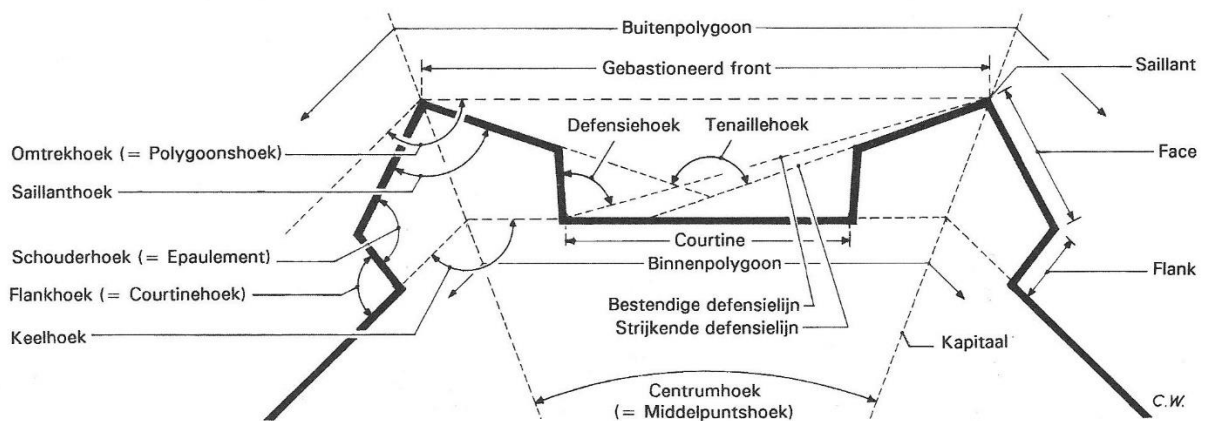 Buitenpolygoon
Gebastioneerd front
Saillant
Defensiehoek
Tenaillehoek
Omtrekhoek (= Polygoonshoek)
Face
Saillanthoek
Schouderhoek (= Epaulement)
Courtine
Binnenpolygoon
Flank
Flankhoek (= Courtinehoek)
Bestendige defensielijn
Strijkende defensielijn
Keelhoek
Kapitaal
Centrumhoek
(= Middelpuntshoek)
C.W.